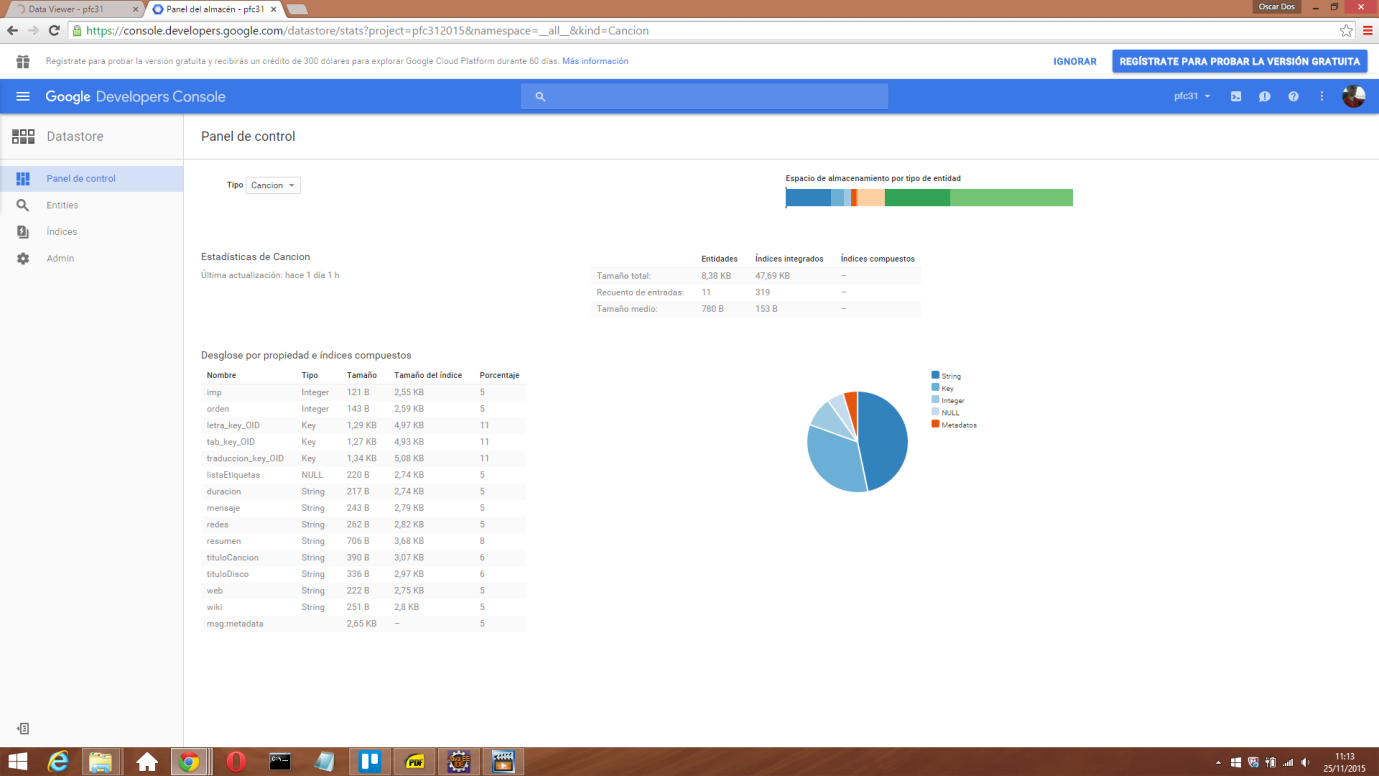 Data Viewer - pfc31
Panel del almacén - pfc31
Oscar Dos
https://console.developers.google.com/datastore/stats?project=pfc312015&namespace=__all__&kind=Cancion
Regístrate para probar la versión gratuita y recibirás un crédito de 300 dólares para explorar Google Cloud Platform durante 60 días. Más información
IGNORAR
REGÍSTRATE PARA PROBAR LA VERSIÓN GRATUITA
Google Developers Console
pfc31
Datastore
Panel de control
Panel de control
Entities
Índices
Admin
Tipo Cancion
Espacio de almacenamiento por tipo de entidad
Estadísticas de Cancion
Última actualización: hace 1 día 1 h
Entidades Índices integrados Índices compuestos
Tamaño total: 8,38 KB 47,69 KB –
Recuento de entradas: 11 319 –
Tamaño medio: 780 B 153 B –
Desglose por propiedad e índices compuestos
Nombre Tipo Tamaño Tamaño del índice Porcentaje
imp Integer 121 B 2,55 KB 5
orden Integer 143 B 2,59 KB 5
letra_key_OID Key 1,29 KB 4,97 KB 11
tab_key_OID Key 1,27 KB 4,93 KB 11
traduccion_key_OID Key 1,34 KB 5,08 KB 11
listaEtiquetas NULL 220 B 2,74 KB 5
duracion String 217 B 2,74 KB 5
mensaje String 243 B 2,79 KB 5
redes String 262 B 2,82 KB 5
resumen String 706 B 3,68 KB 8
tituloCancion String 390 B 3,07 KB 6
tituloDisco String 336 B 2,97 KB 6
web String 222 B 2,75 KB 5
wiki String 251 B 2,8 KB 5
msg:metadata 2,65 KB – 5
String
Key
Integer
NULL
Metadatos
PDF
Java EE
IDE
11:13
25/11/2015